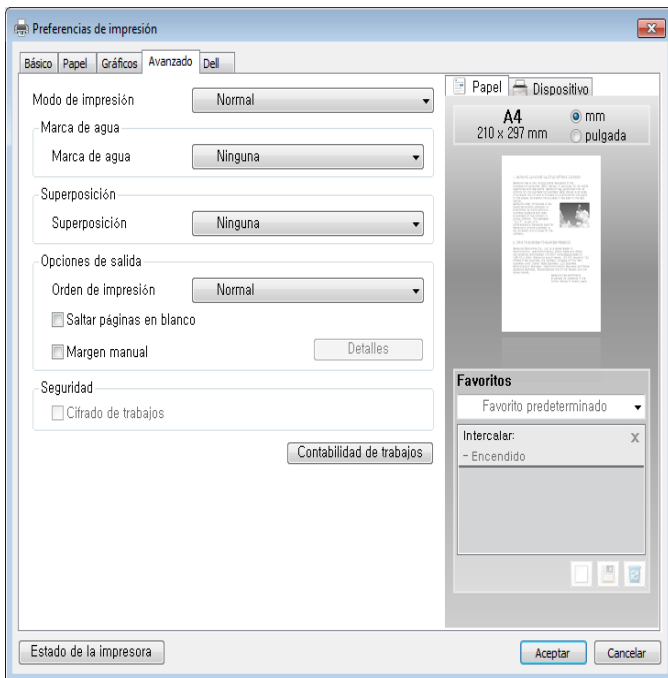 Preferencias de impresión
Básico Papel Gráficos Avanzado Dell
Modo de impresión Normal
Marca de agua
Marca de agua Ninguna
Superposición
Superposición Ninguna
Opciones de salida
Orden de impresión Normal
Saltar páginas en blanco
Margen manual Detalles
Seguridad
Cifrado de trabajos
Contabilidad de trabajos
Papel Dispositivo
A4
210 x 297 mm
mm
pulgada
Favoritos
Favorito predeterminado
Intercalar: X
- Encendido
Estado de la impresora Aceptar Cancelar